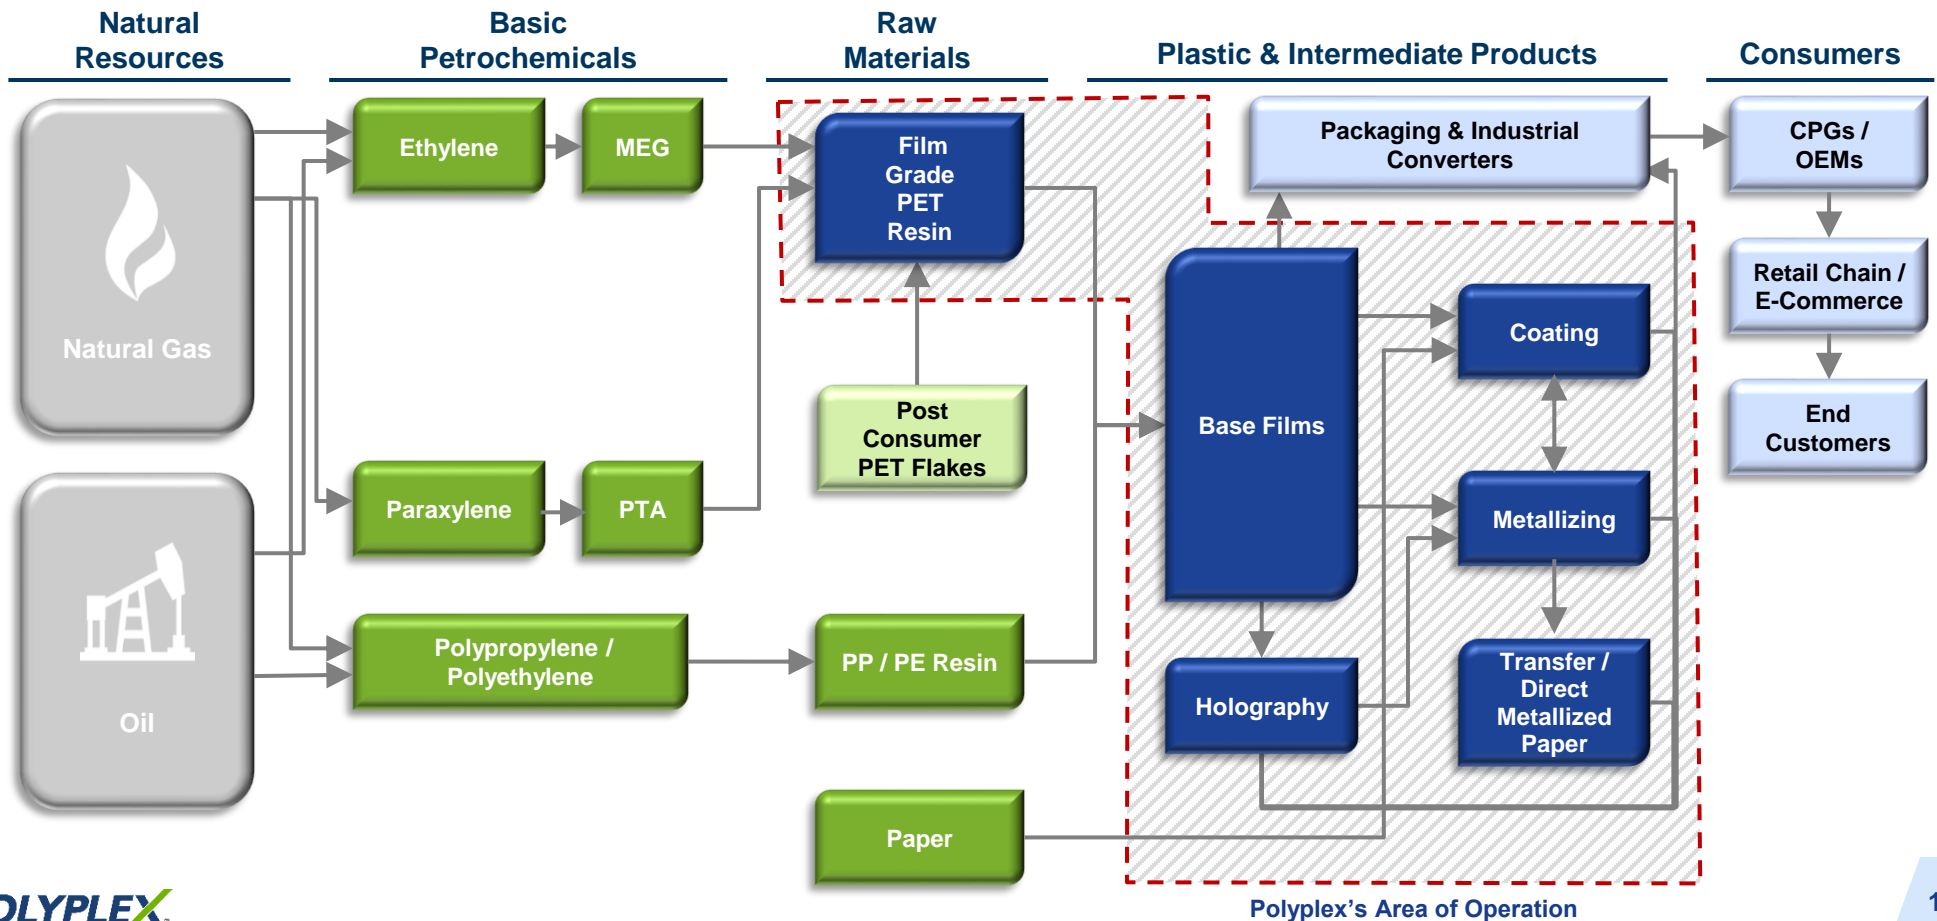 Natural
Resources
Basic
Petrochemicals
Raw
Materials
Plastic & Intermediate Products
Consumers
Natural Gas
Oil
Ethylene
MEG
Paraxylene
PTA
Polypropylene /
Polyethylene
Film
Grade
PET
Resin
Post
Consumer
PET Flakes
PP / PE Resin
Paper
Packaging & Industrial
Converters
Base Films
Coating
Metallizing
Holography
Transfer /
Direct
Metallized
Paper
CPGs /
OEMs
Retail Chain /
E-Commerce
End
Customers
Polyplex's Area of Operation
OLYPLEX
1